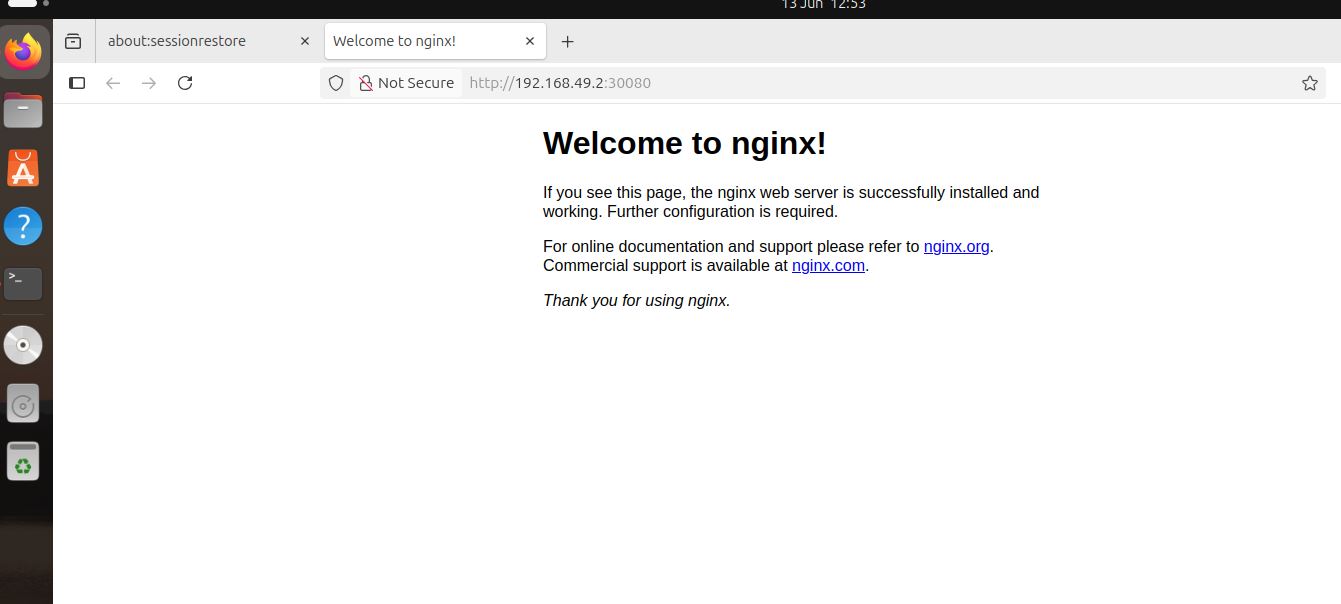 13 Jun 12:53
about:sessionrestore
Welcome to nginx!
Not Secure http://192.168.49.2:30080
Welcome to nginx!
If you see this page, the nginx web server is successfully installed and
working. Further configuration is required.
For online documentation and support please refer to nginx.org.
Commercial support is available at nginx.com.
Thank you for using nginx.